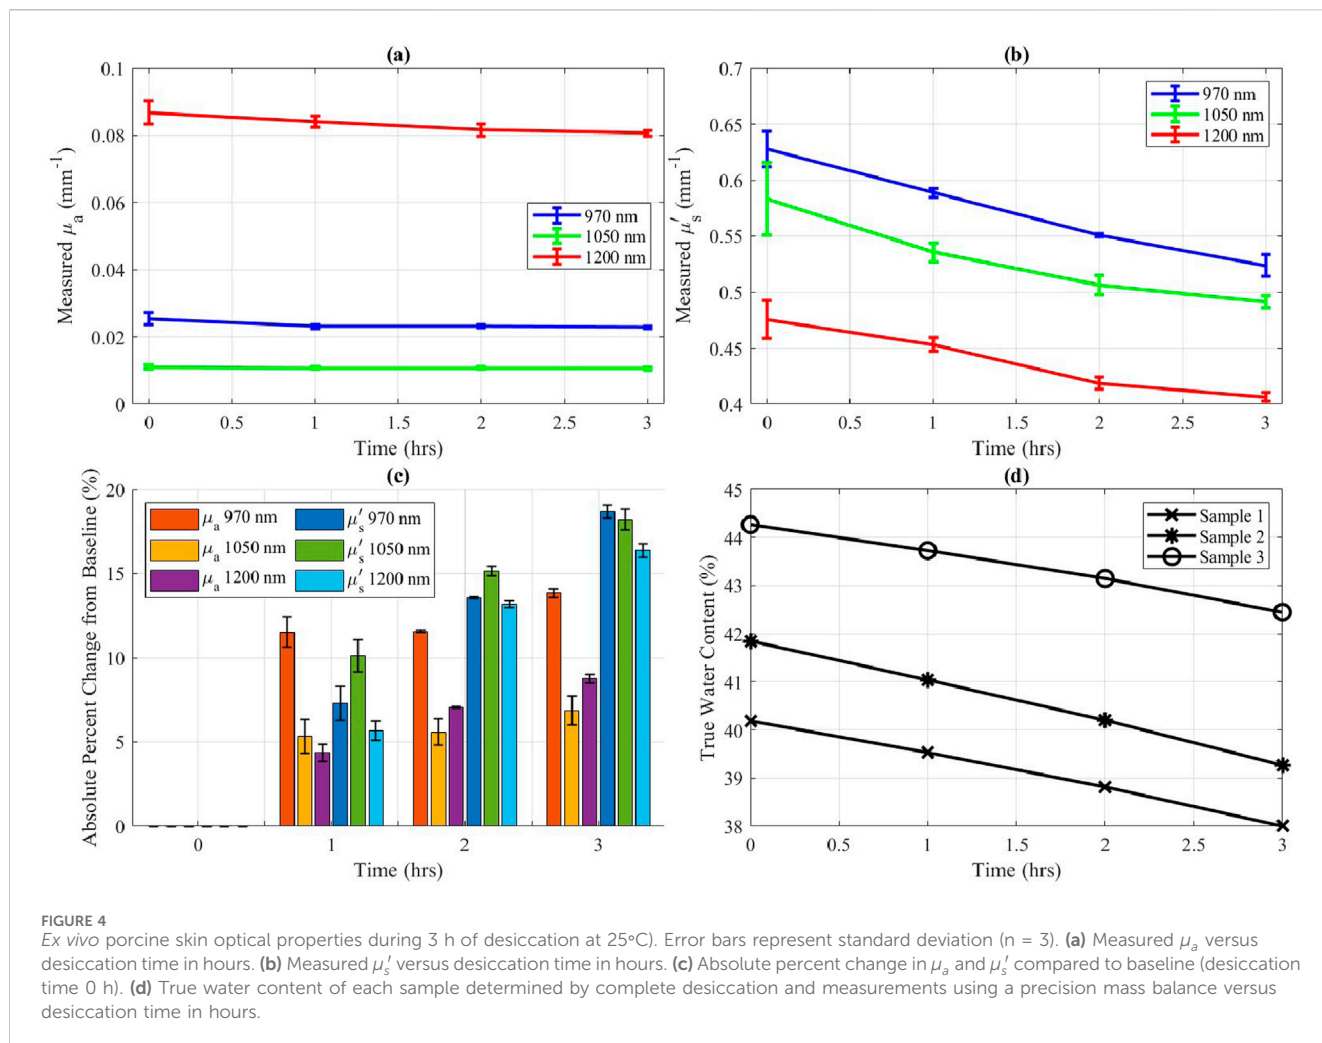 (a)
Measured μa (mm-1)
0.1
0.08
0.06
0.04
0.02
0
970 nm
1050 nm
1200 nm
0 0.5 1 1.5 2 2.5 3
Time (hrs)
(b)
Measured μs′ (mm-1)
0.7
0.65
0.6
0.55
0.5
0.45
0.4
970 nm
1050 nm
1200 nm
0 0.5 1 1.5 2 2.5 3
Time (hrs)
(c)
Absolute Percent Change from Baseline (%)
20
15
10
5
0
μa 970 nm μs′ 970 nm
μa 1050 nm μs′ 1050 nm
μa 1200 nm μs′ 1200 nm
0 1 2 3
Time (hrs)
(d)
True Water Content (%)
45
44
43
42
41
40
39
38
Sample 1
Sample 2
Sample 3
0 0.5 1 1.5 2 2.5 3
Time (hrs)
FIGURE 4
Ex vivo porcine skin optical properties during 3 h of desiccation at 25°C). Error bars represent standard deviation (n = 3). (a) Measured μa versus
desiccation time in hours. (b) Measured μs′ versus desiccation time in hours. (c) Absolute percent change in μa and μs′ compared to baseline (desiccation
time 0 h). (d) True water content of each sample determined by complete desiccation and measurements using a precision mass balance versus
desiccation time in hours.